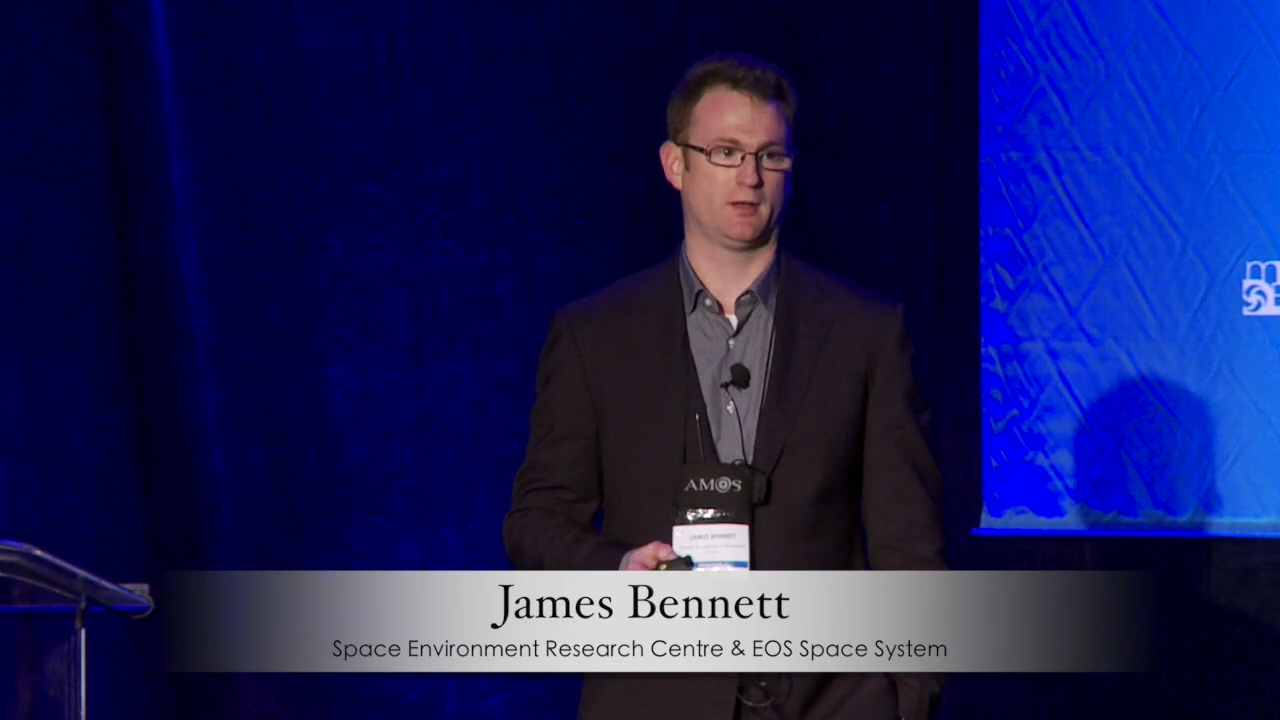 AMOS
JAMES BENNETT
James Bennett
Space Environment Research Centre & EOS Space System